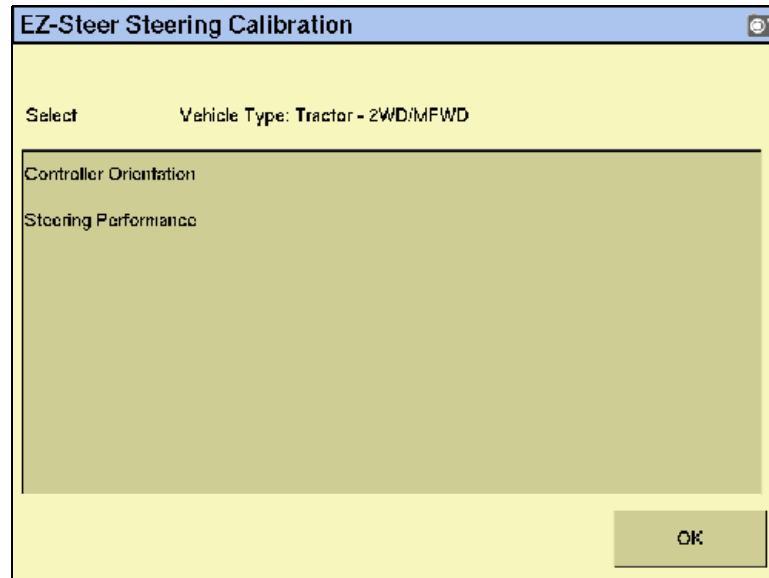 EZ-Steer Steering Calibration
Select Vehicle Type: Tractor - 2WD/MFWD
Controller Orientation
Steering Performance
OK